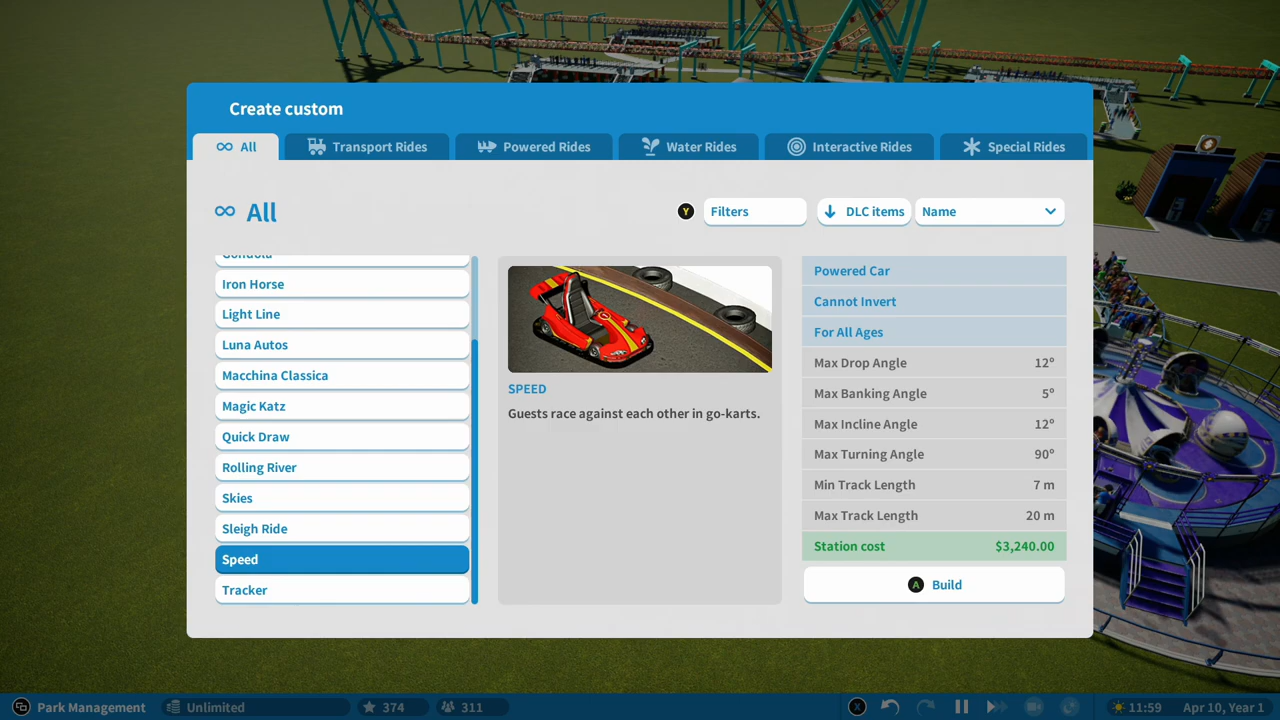 Create custom
All
Transport Rides
Powered Rides
Water Rides
Interactive Rides
Special Rides
All
Y
Filters
DLC items
Name
Gondola
Iron Horse
Light Line
Luna Autos
Macchina Classica
Magic Katz
Quick Draw
Rolling River
Skies
Sleigh Ride
Speed
Tracker
SPEED
Guests race against each other in go-karts.
Powered Car
Cannot Invert
For All Ages
Max Drop Angle 12°
Max Banking Angle 5°
Max Incline Angle 12°
Max Turning Angle 90°
Min Track Length 7 m
Max Track Length 20 m
Station cost $3,240.00
A Build
Park Management
Unlimited
374
311
X
11:59
Apr 10, Year 1